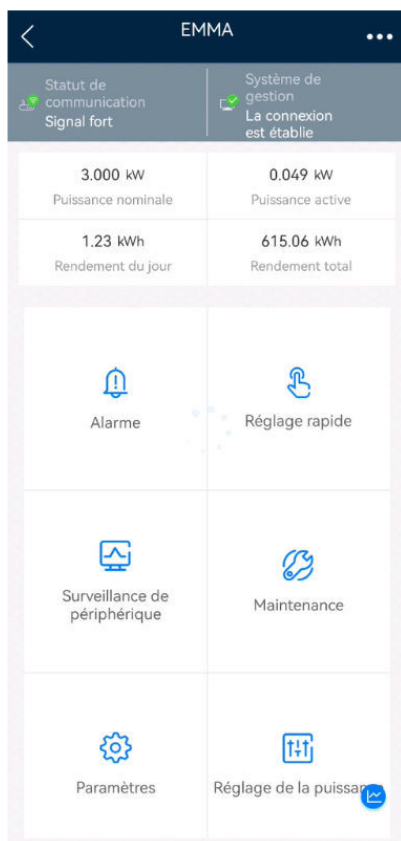 EMMA
Statut de
communication
Signal fort
Système de
gestion
La connexion
est établie
3.000 kW
Puissance nominale
0.049 kW
Puissance active
1.23 kWh
Rendement du jour
615.06 kWh
Rendement total
Alarme
Réglage rapide
Surveillance de
périphérique
Maintenance
Paramètres
Réglage de la puissance